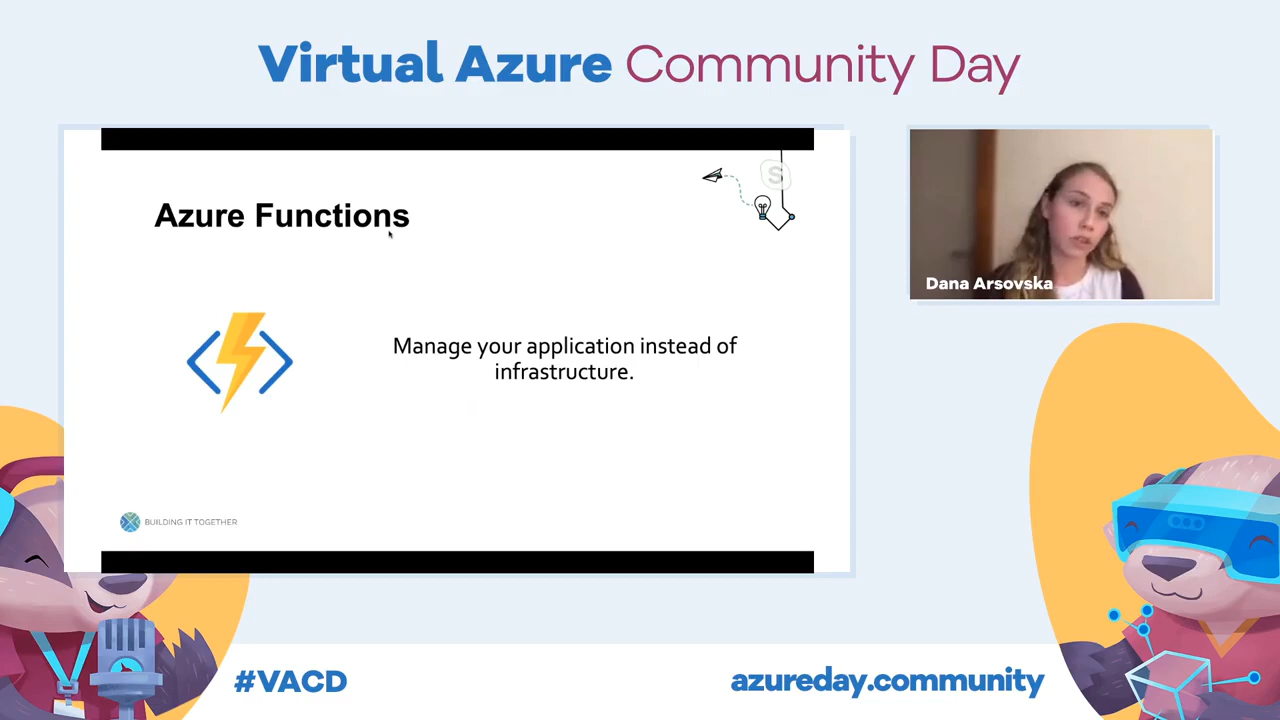 Virtual Azure Community Day
Azure Functions
S
Manage your application instead of
infrastructure.
BUILDING IT TOGETHER
Dana Arsovska
#VACD
azureday.community